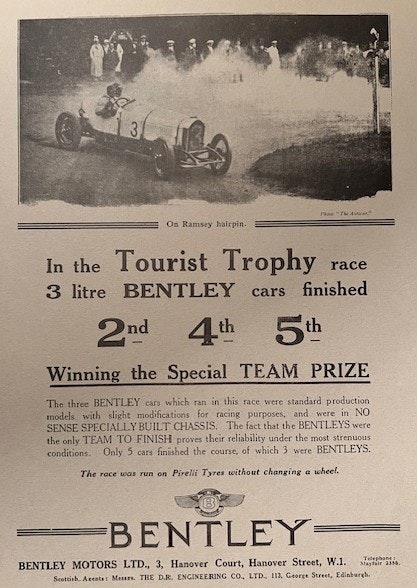 3
Photo "The Autocar."
On Ramsey hairpin.
In the Tourist Trophy race
3 litre BENTLEY cars finished
2nd 4th 5th
Winning the Special TEAM PRIZE
The three BENTLEY cars which ran in this race were standard production
models with slight modifications for racing purposes, and were in NO
SENSE SPECIALLY BUILT CHASSIS. The fact that the BENTLEYS were
the only TEAM TO FINISH proves their reliability under the most strenuous
conditions. Only 5 cars finished the course, of which 3 were BENTLEYS.
The race was run on Pirelli Tyres without changing a wheel.
B
BENTLEY
BENTLEY MOTORS LTD., 3, Hanover Court, Hanover Street, W.1. Telephone: Mayfair 2356.
Scottish Agents: Messrs. THE D.R. ENGINEERING CO., LTD., 113, George Street, Edinburgh.